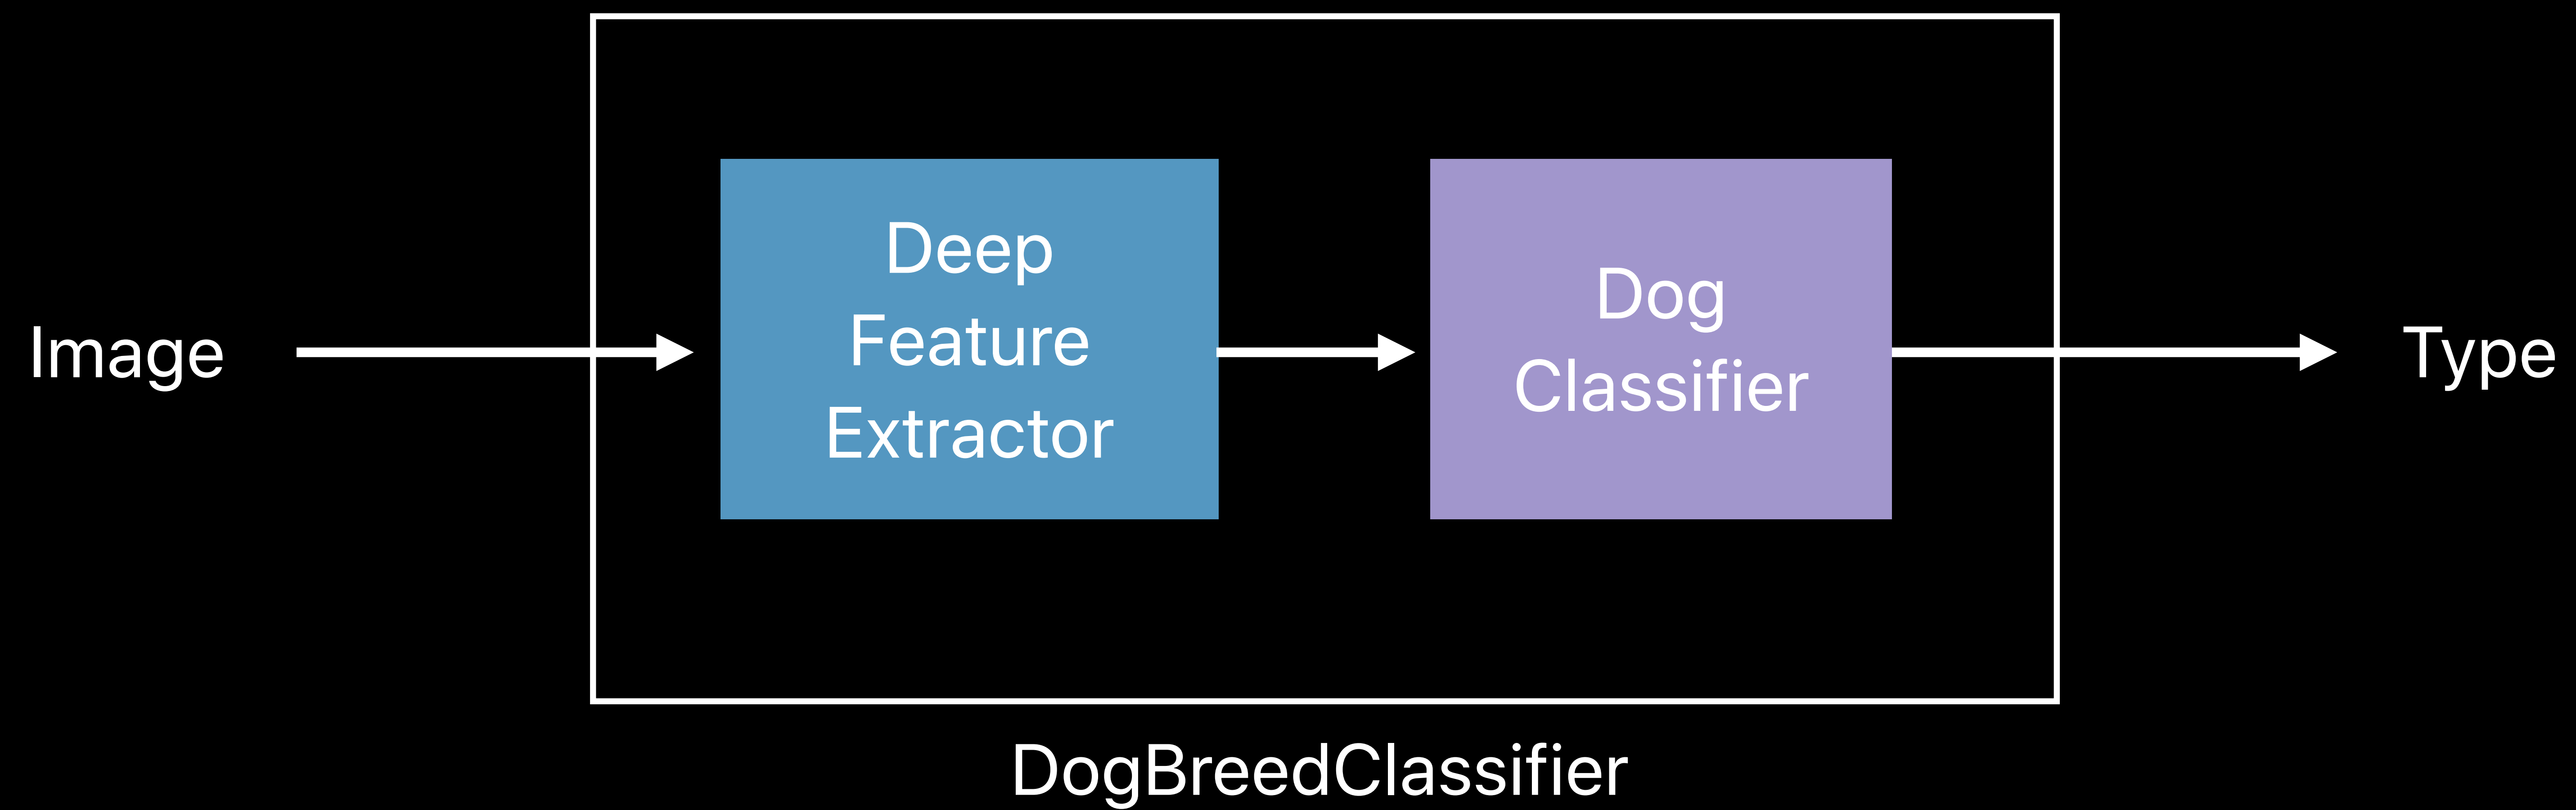 Image
Deep
Feature
Extractor
Dog
Classifier
Type
DogBreedClassifier